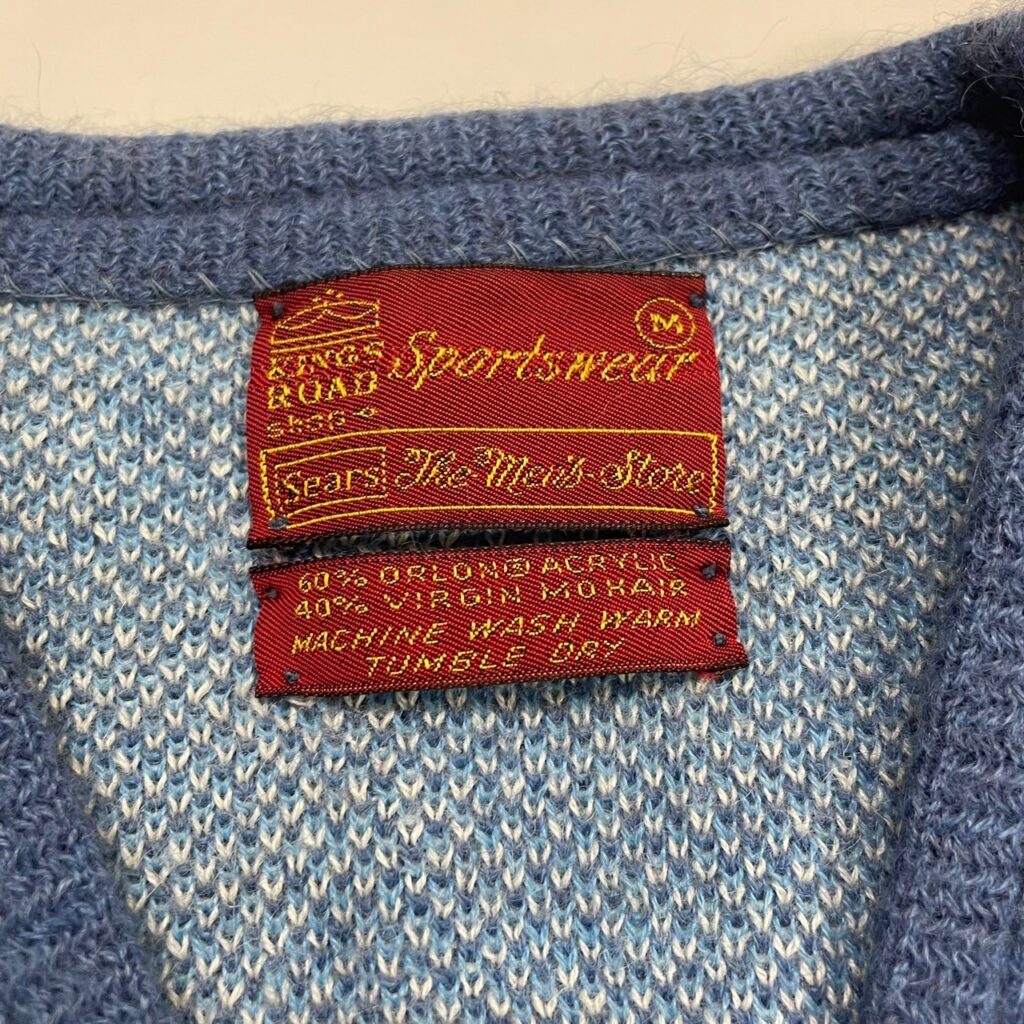 KINGS
ROAD
shop
Sportswear
M
Sears The Men's Store
60% ORLON® ACRYLIC
40% VIRGIN MOHAIR
MACHINE WASH WARM
TUMBLE DRY